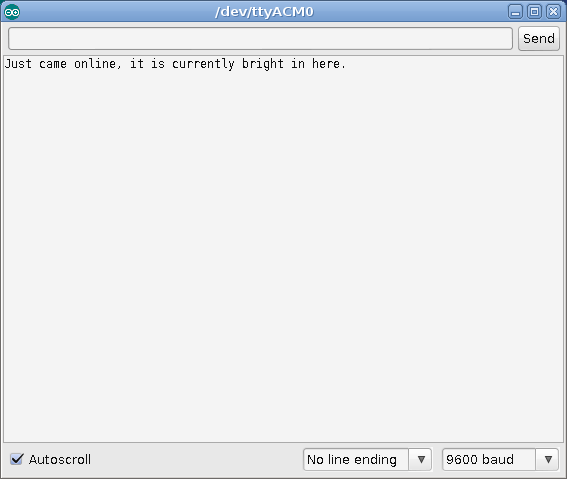 /dev/ttyACM0
Send
Just came online, it is currently bright in here.
Autoscroll
No line ending
9600 baud